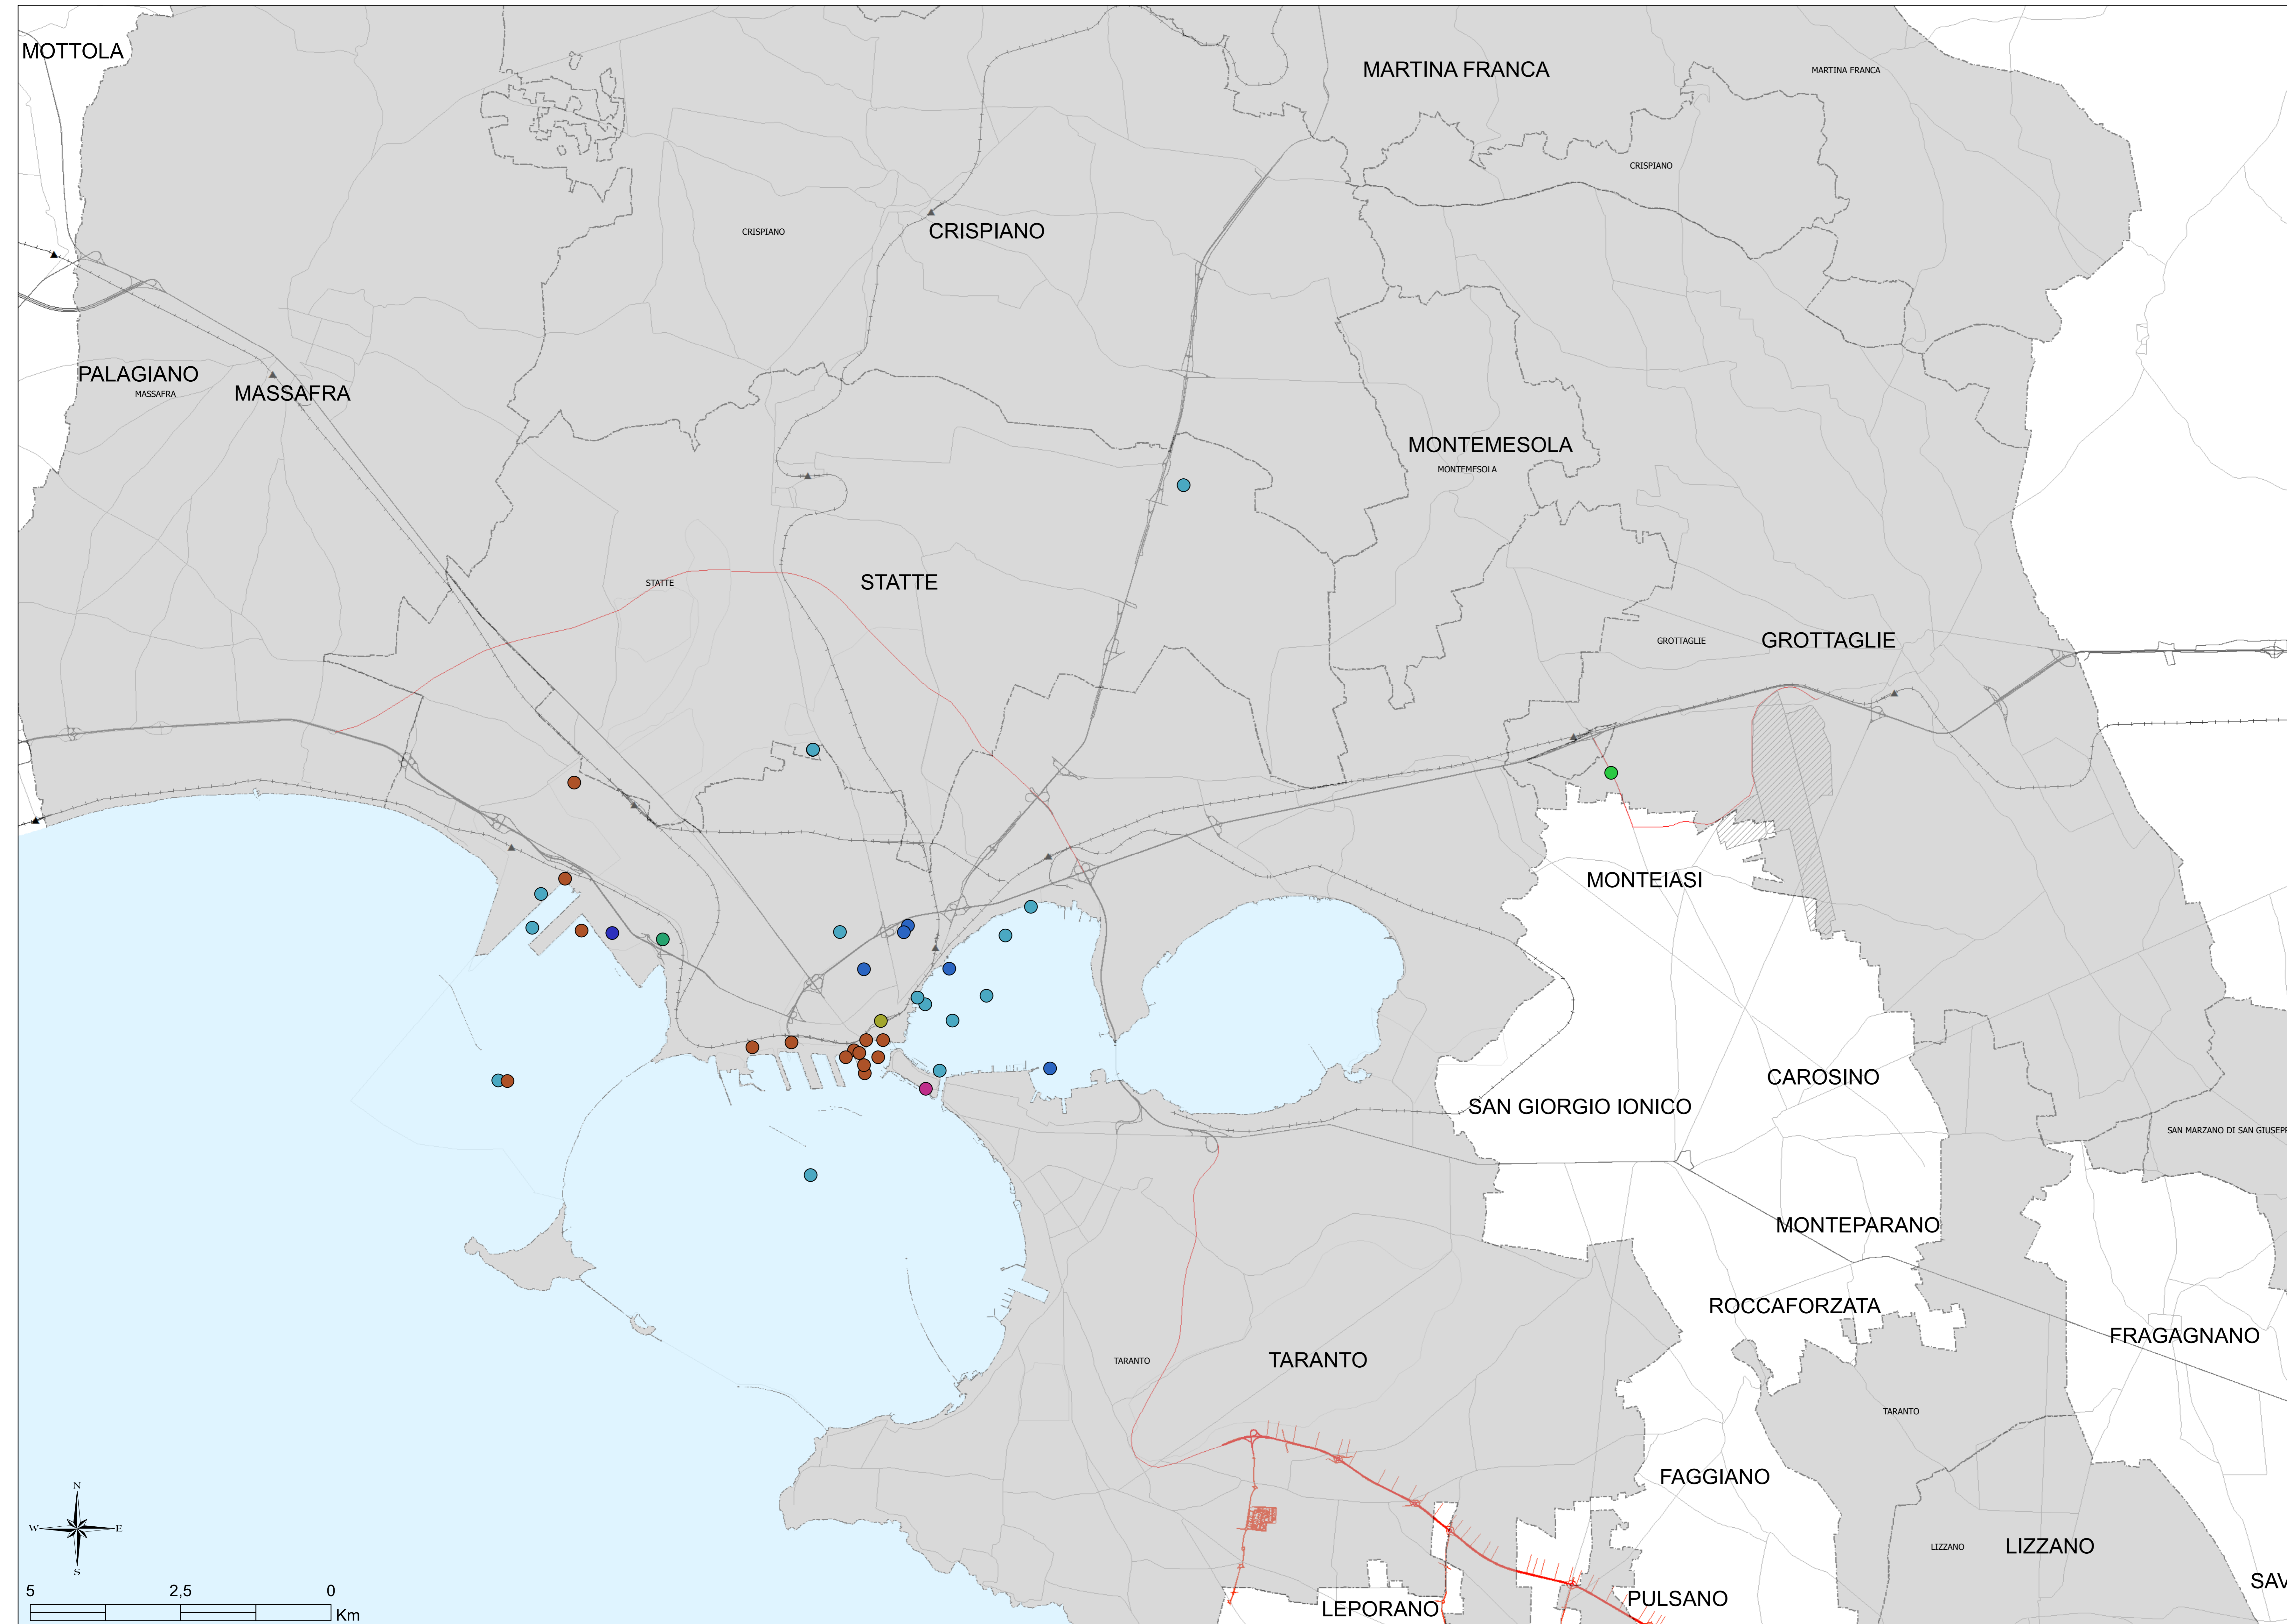 MOTTOLA
MARTINA FRANCA
MARTINA FRANCA
CRISPIANO
CRISPIANO
CRISPIANO
PALAGIANO
MASSAFRA
MASSAFRA
MONTEMESOLA
MONTEMESOLA
STATTE
STATTE
GROTTAGLIE
GROTTAGLIE
MONTEIASI
CAROSINO
SAN GIORGIO IONICO
SAN MARZANO DI SAN GIUSEPP
MONTEPARANO
ROCCAFORZATA
FRAGAGNANO
TARANTO
TARANTO
TARANTO
FAGGIANO
LIZZANO
LIZZANO
SAV
PULSANO
LEPORANO
N
W E
S
5 2,5 0
Km